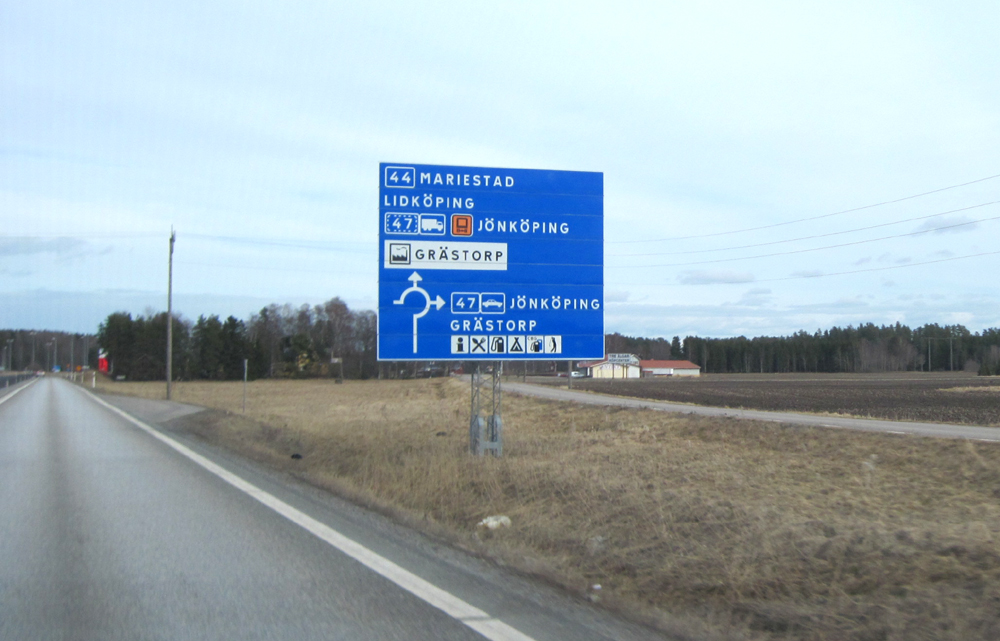 44 MARIESTAD
LIDKÖPING
47 JÖNKÖPING
GRÄSTORP
47 JÖNKÖPING
GRÄSTORP